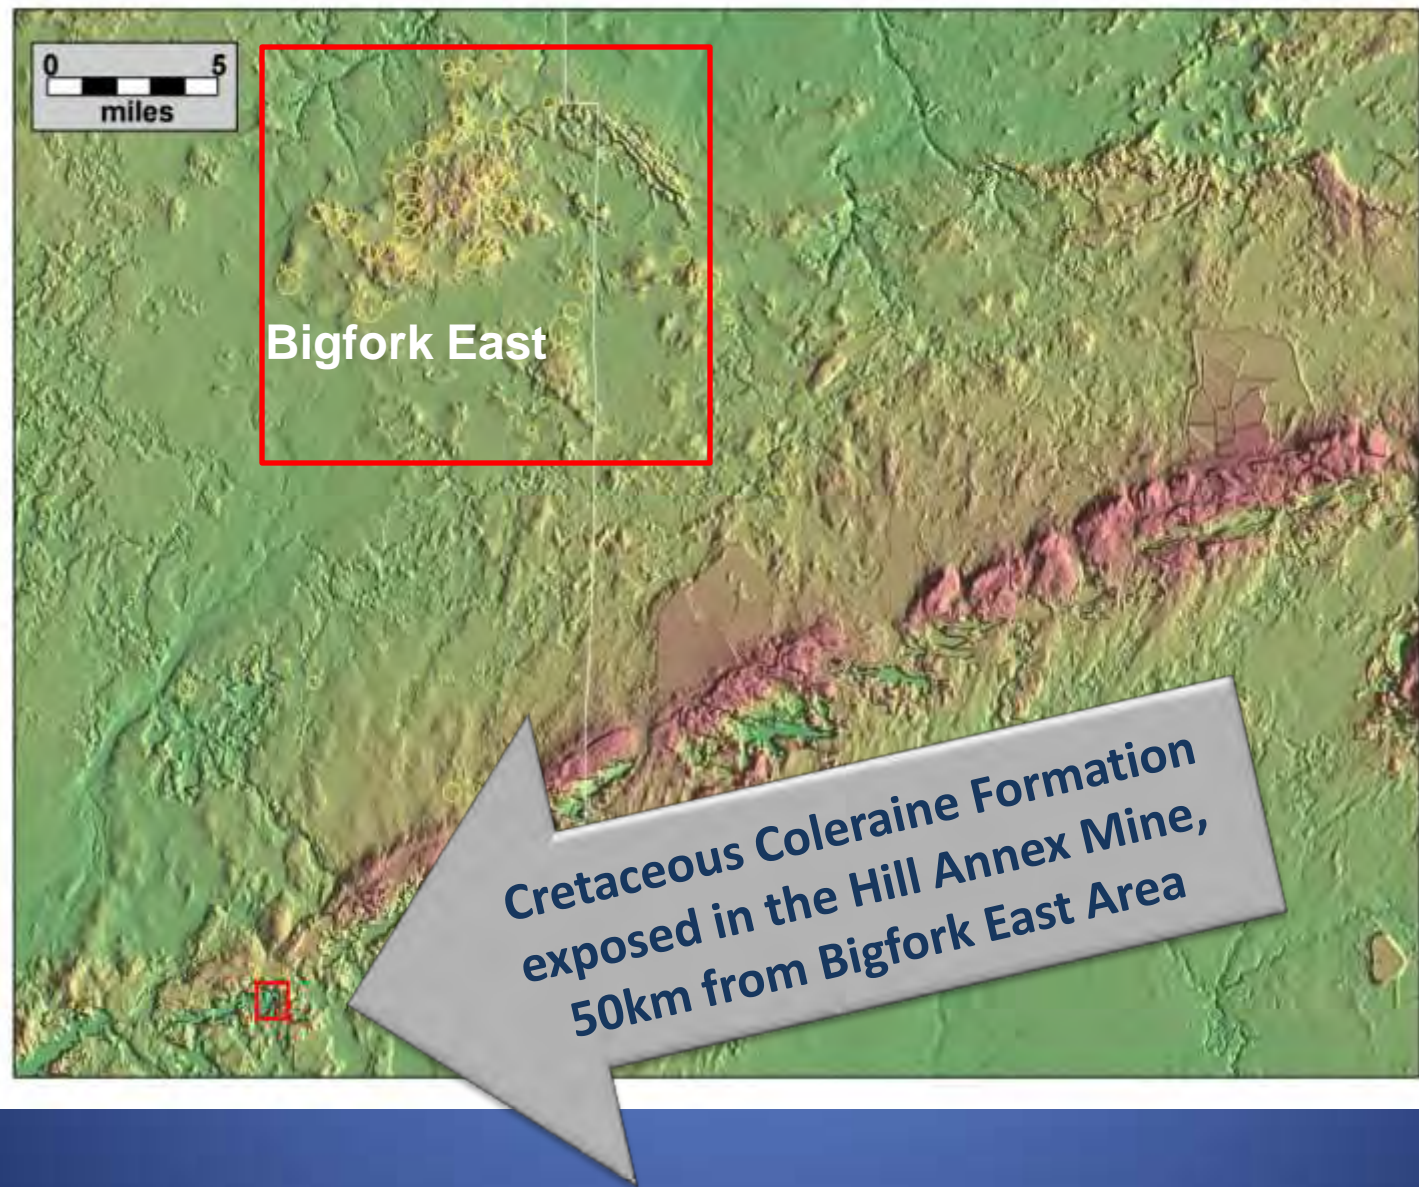 0 5
miles
Bigfork East
Cretaceous Coleraine Formation
exposed in the Hill Annex Mine,
50km from Bigfork East Area